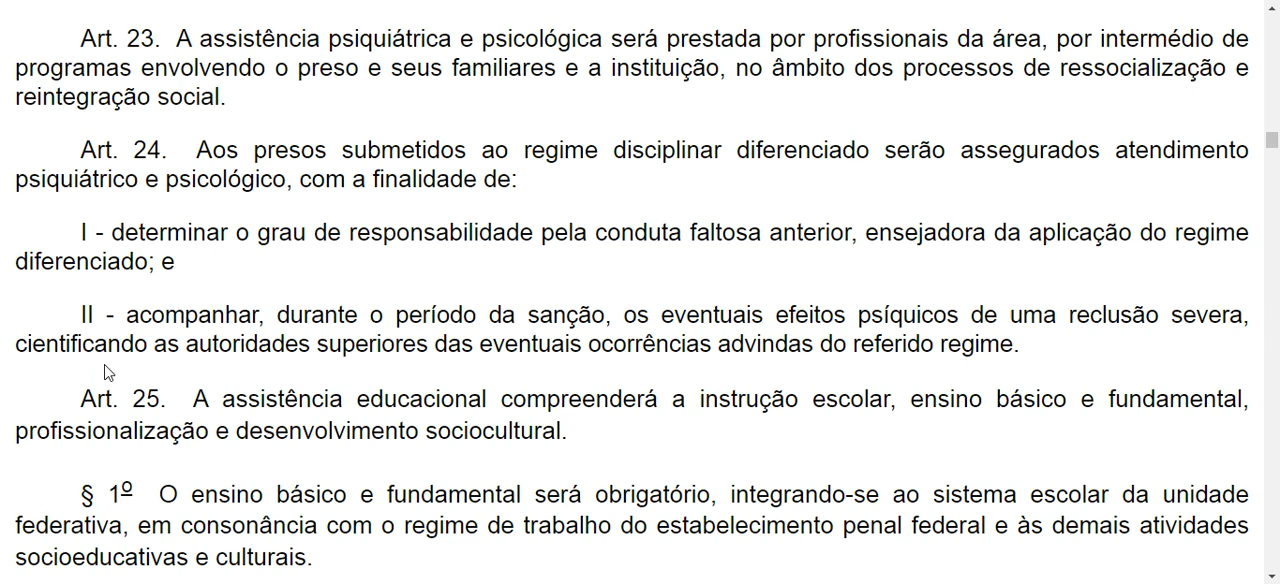 Art. 23.  A assistência psiquiátrica e psicológica será prestada por profissionais da área, por intermédio de
programas envolvendo o preso e seus familiares e a instituição, no âmbito dos processos de ressocialização e
reintegração social.
Art. 24.  Aos presos submetidos ao regime disciplinar diferenciado serão assegurados atendimento
psiquiátrico e psicológico, com a finalidade de:
I - determinar o grau de responsabilidade pela conduta faltosa anterior, ensejadora da aplicação do regime
diferenciado; e
II - acompanhar, durante o período da sanção, os eventuais efeitos psíquicos de uma reclusão severa,
cientificando as autoridades superiores das eventuais ocorrências advindas do referido regime.
Art. 25.  A assistência educacional compreenderá a instrução escolar, ensino básico e fundamental,
profissionalização e desenvolvimento sociocultural.
§ 1º  O ensino básico e fundamental será obrigatório, integrando-se ao sistema escolar da unidade
federativa, em consonância com o regime de trabalho do estabelecimento penal federal e às demais atividades
socioeducativas e culturais.